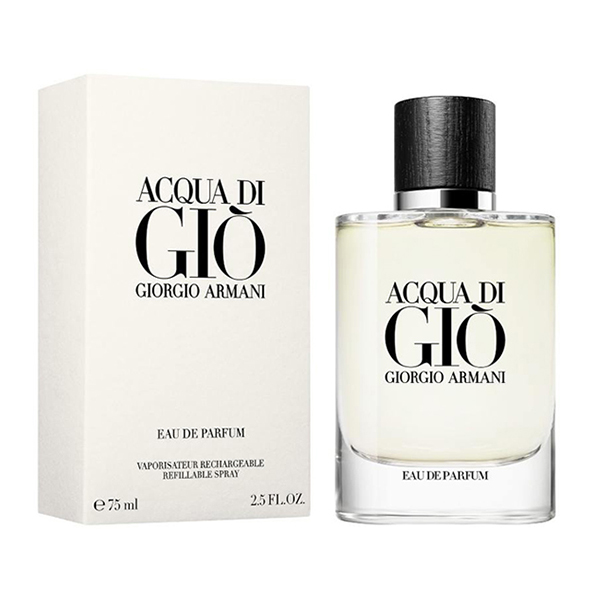 ACQUA DI
GIÒ
GIORGIO ARMANI
EAU DE PARFUM
VAPORISATEUR RECHARGEABLE
REFILLABLE SPRAY
℮ 75 ml 2.5 FL.OZ.
ACQUA DI
GIÒ
GIORGIO ARMANI
EAU DE PARFUM